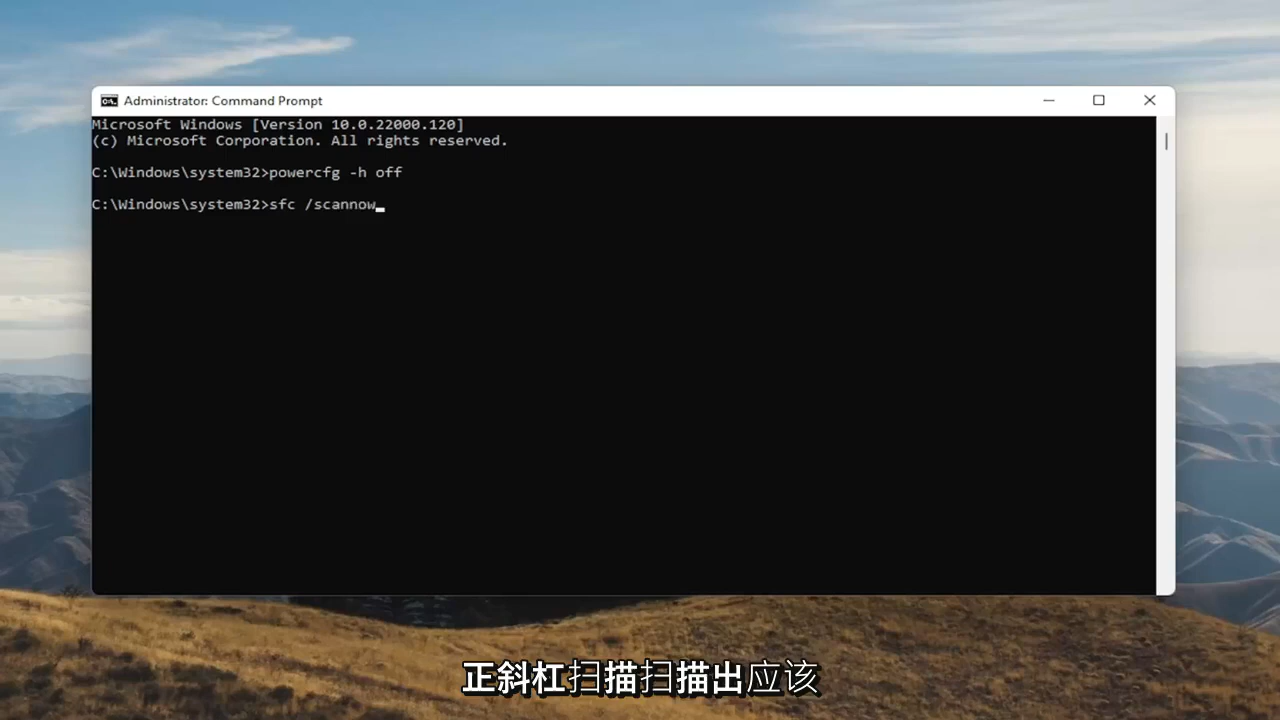 Administrator: Command Prompt
Microsoft Windows [Version 10.0.22000.120]
(c) Microsoft Corporation. All rights reserved.
C:\Windows\system32>powercfg -h off
C:\Windows\system32>sfc /scannow
正斜杠扫描扫描出应该